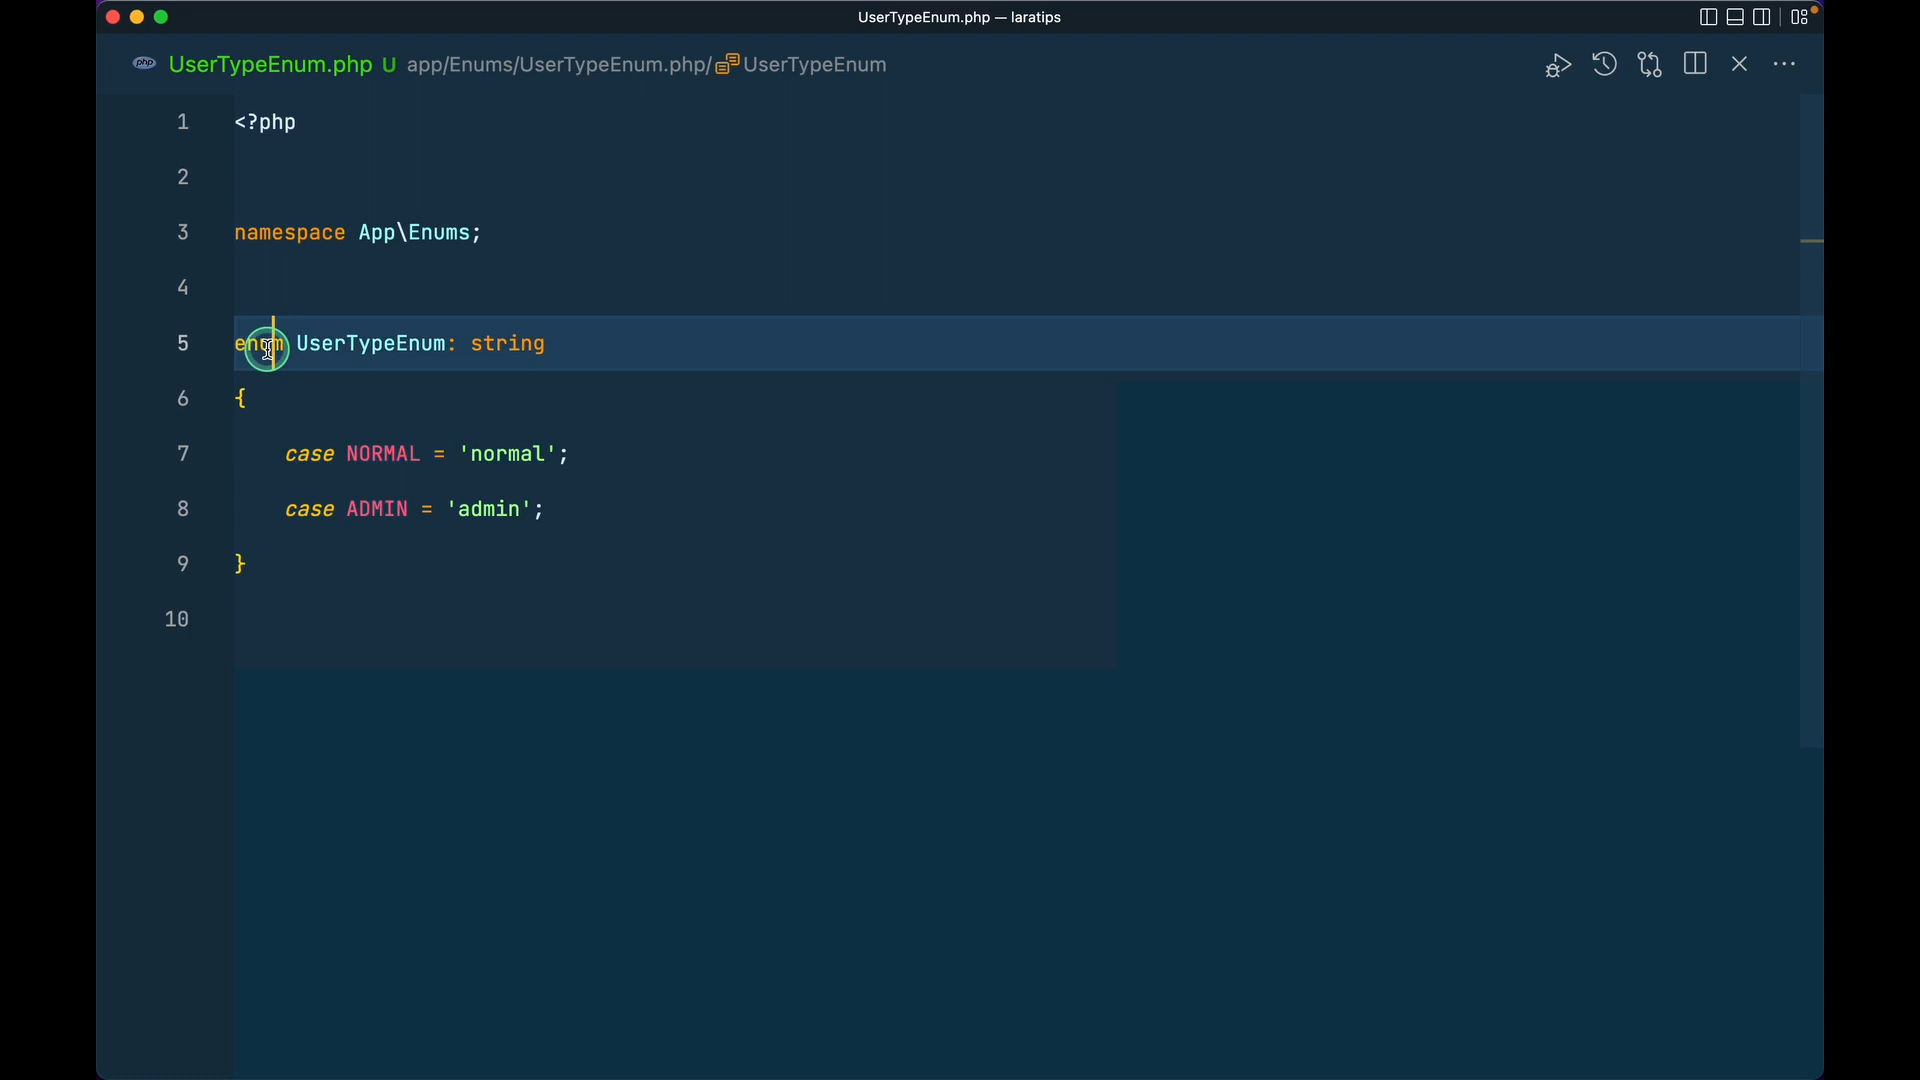 UserTypeEnum.php — laratips
php UserTypeEnum.php U app/Enums/UserTypeEnum.php/ UserTypeEnum
1 <?php
2
3 namespace App\Enums;
4
5 enum UserTypeEnum: string
6 {
7 case NORMAL = 'normal';
8 case ADMIN = 'admin';
9 }
10